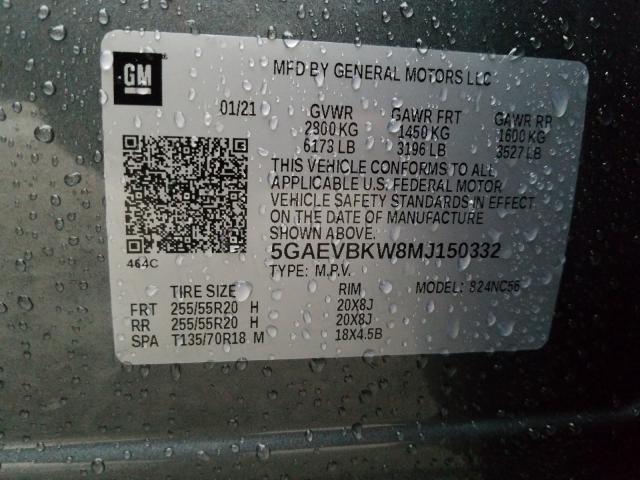 GM
MFD BY GENERAL MOTORS LLC
01/21 GVWR GAWR FRT GAWR RR
2800 KG 1450 KG 1600 KG
6173 LB 3196 LB 3527 LB
THIS VEHICLE CONFORMS TO ALL
APPLICABLE U.S. FEDERAL MOTOR
VEHICLE SAFETY STANDARDS IN EFFECT
ON THE DATE OF MANUFACTURE
SHOWN ABOVE.
464C 5GAEVBKW8MJ150332
TYPE: M.P.V. MODEL: 824NC56
TIRE SIZE RIM
FRT 255/55R20 H 20X8J
RR 255/55R20 H 20X8J
SPA T135/70R18 M 18X4.5B